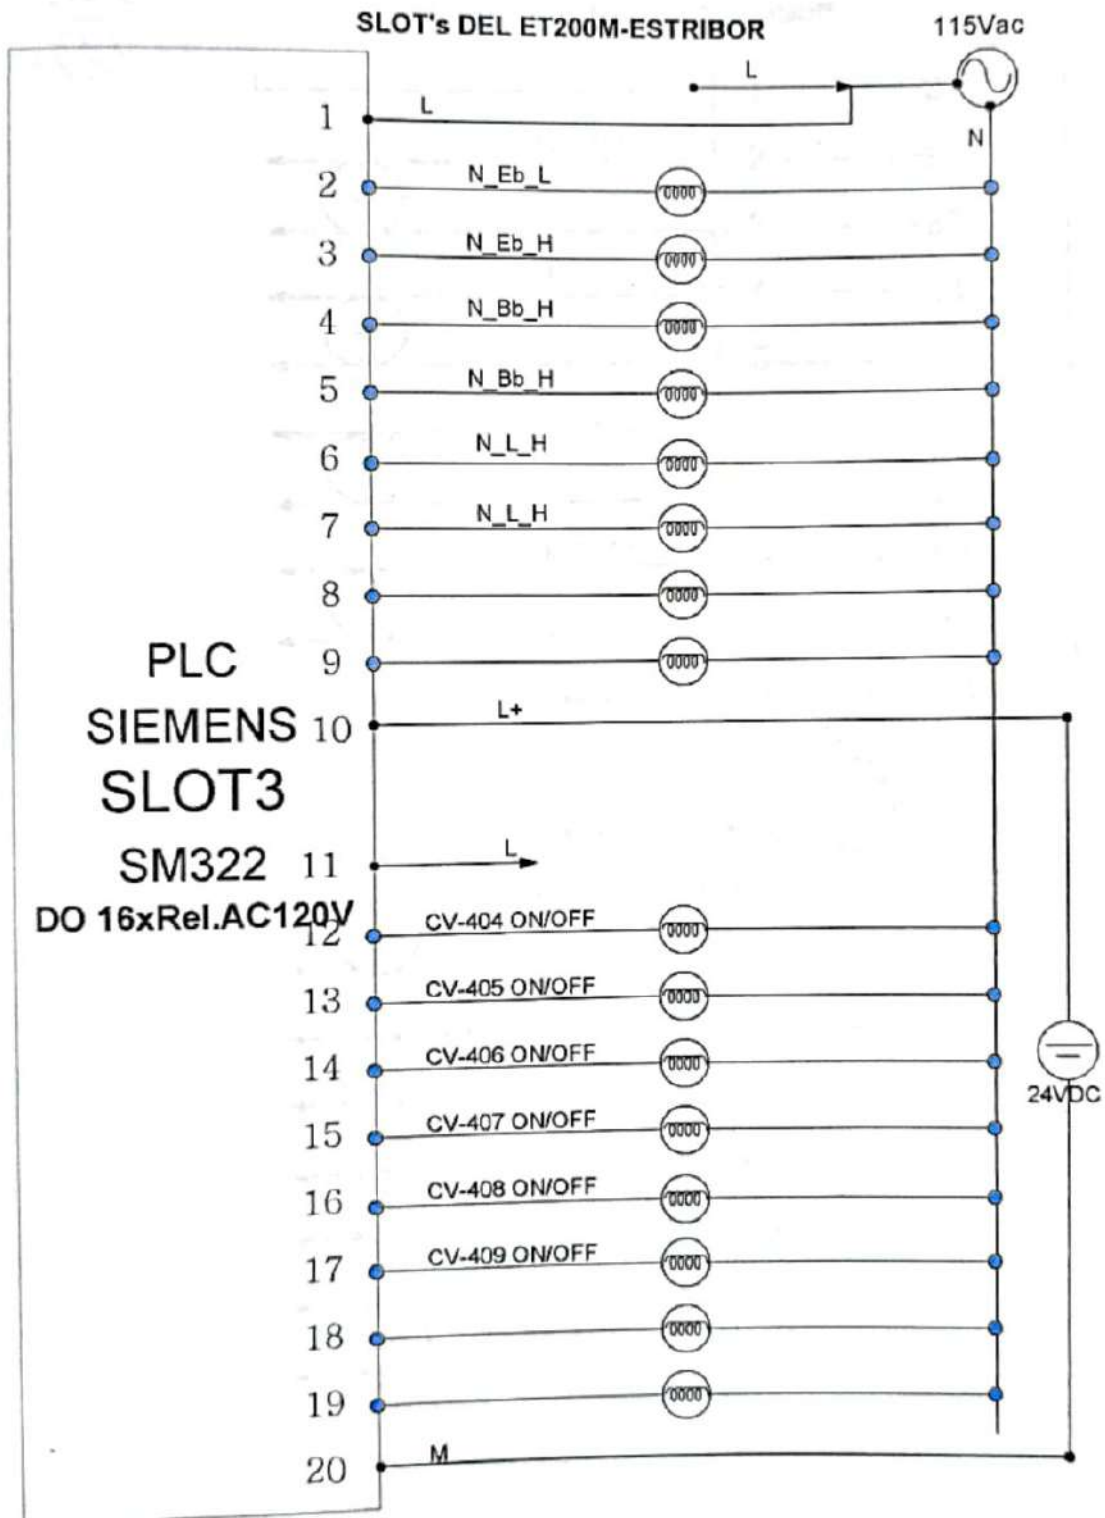 SLOT's DEL ET200M-ESTRIBOR
115Vac
L
1 L
N
2 N_Eb_L
3 N_Eb_H
4 N_Bb_H
5 N_Bb_H
6 N_L_H
7 N_L_H
8
9
PLC
SIEMENS
SLOT3
SM322
DO 16xRel.AC120V
10 L+
11 L
12 CV-404 ON/OFF
13 CV-405 ON/OFF
14 CV-406 ON/OFF
24VDC
15 CV-407 ON/OFF
16 CV-408 ON/OFF
17 CV-409 ON/OFF
18
19
20 M